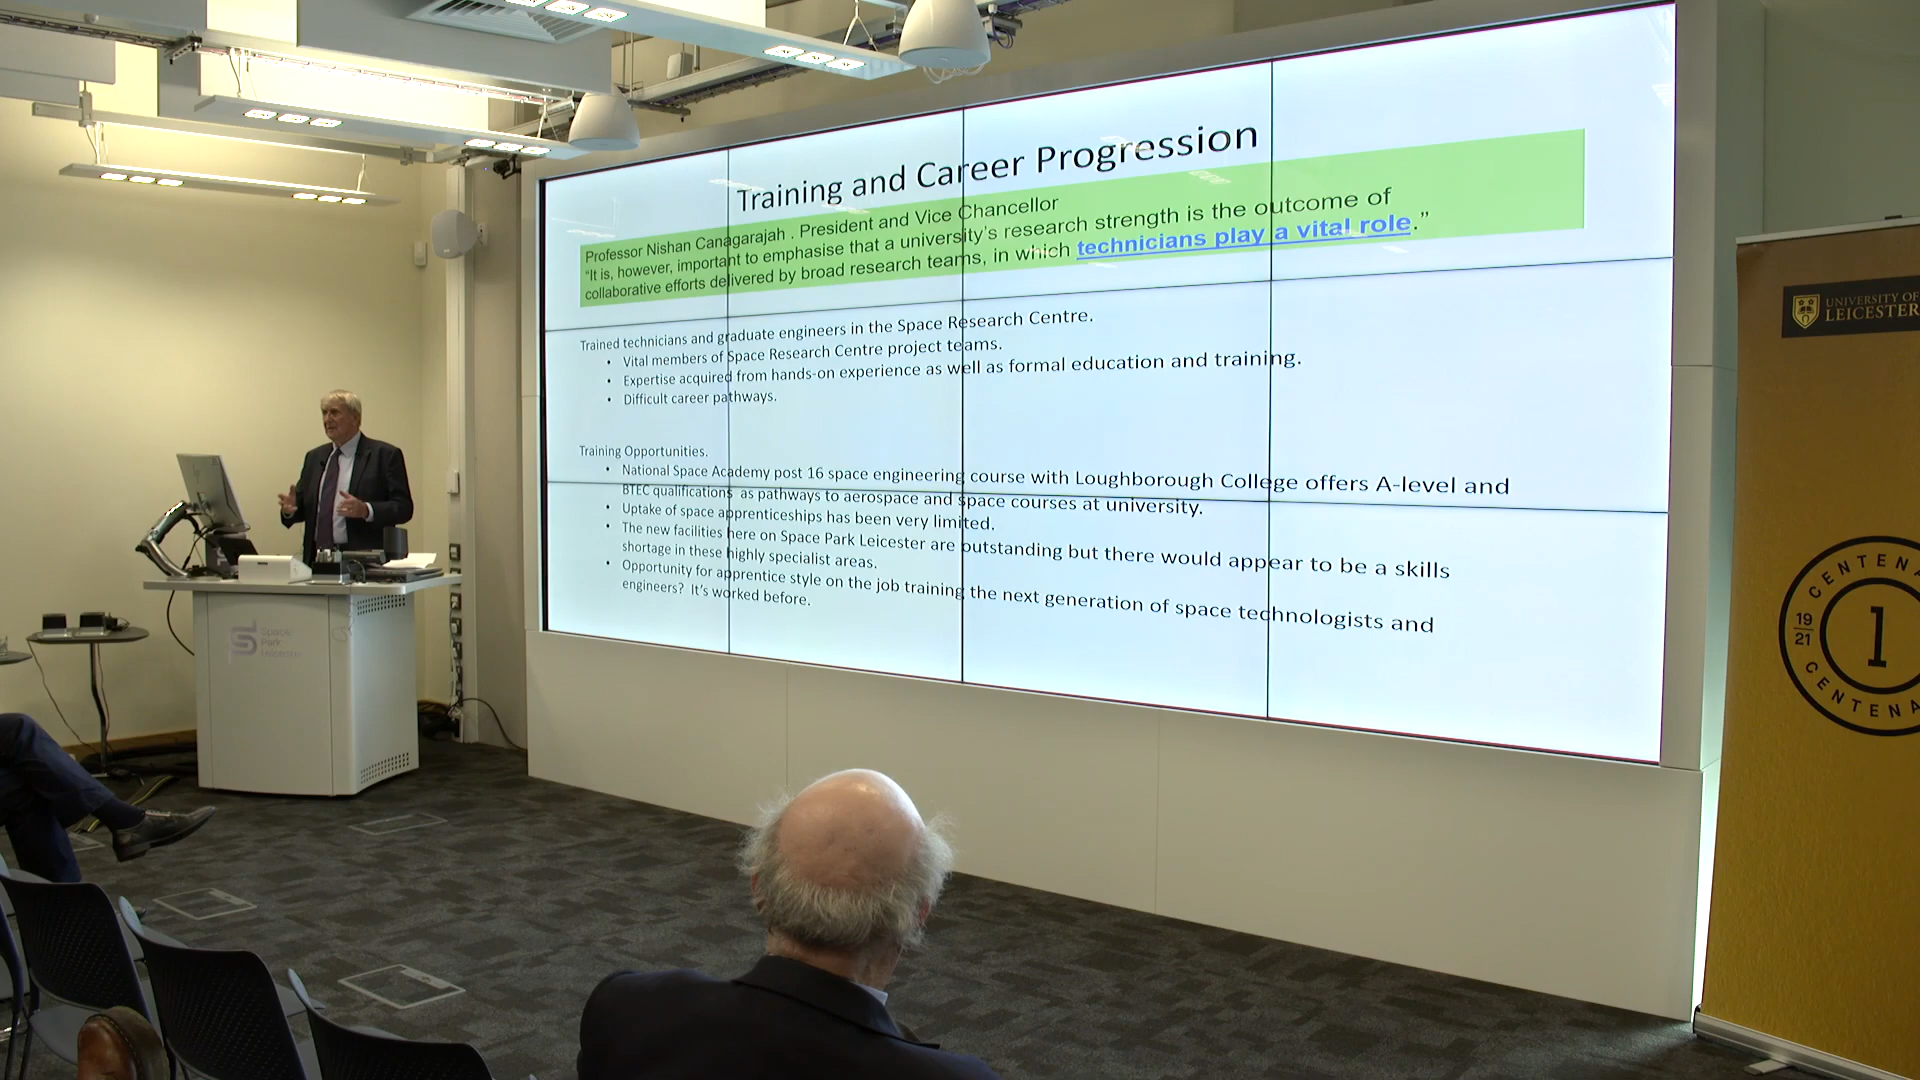 Training and Career Progression
Professor Nishan Canagarajah . President and Vice Chancellor
“It is, however, important to emphasise that a university’s research strength is the outcome of
collaborative efforts delivered by broad research teams, in which technicians play a vital role.”
Trained technicians and graduate engineers in the Space Research Centre.
• Vital members of Space Research Centre project teams.
• Expertise acquired from hands-on experience as well as formal education and training.
• Difficult career pathways.
Training Opportunities.
• National Space Academy post 16 space engineering course with Loughborough College offers A-level and
BTEC qualifications as pathways to aerospace and space courses at university.
• Uptake of space apprenticeships has been very limited.
• The new facilities here on Space Park Leicester are outstanding but there would appear to be a skills
shortage in these highly specialist areas.
• Opportunity for apprentice style on the job training the next generation of space technologists and
engineers? It’s worked before.
UNIVERSITY OF
LEICESTER
CENTENA
19
21
1
CENTENA
Space
Park
Leicester